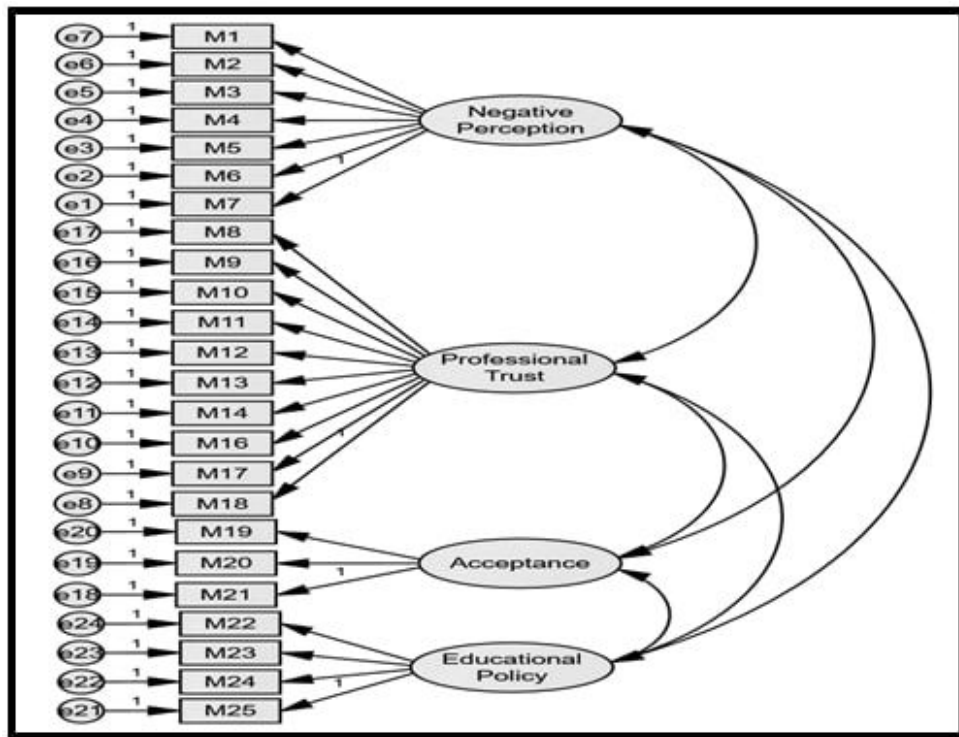 e7 1 M1
e6 1 M2
e5 1 M3
e4 1 M4
e3 1 M5
e2 1 M6
e1 1 M7
1
Negative
Perception
e17 1 M8
e16 1 M9
e15 1 M10
e14 1 M11
e13 1 M12
e12 1 M13
e11 1 M14
e10 1 M16
e9 1 M17
e8 1 M18
1
Professional
Trust
e20 1 M19
e19 1 M20
e18 1 M21
1
Acceptance
e24 1 M22
e23 1 M23
e22 1 M24
e21 1 M25
1
Educational
Policy